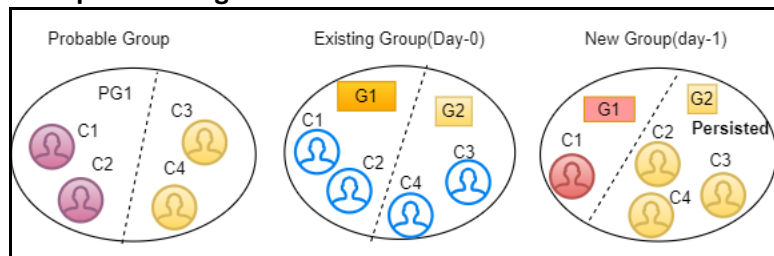 Probable Group
Existing Group(Day-0)
New Group(day-1)
PG1
C1
C2
C3
C4
G1
G2
C1
C2
C4
C3
G1
G2
Persisted
C1
C2
C3
C4